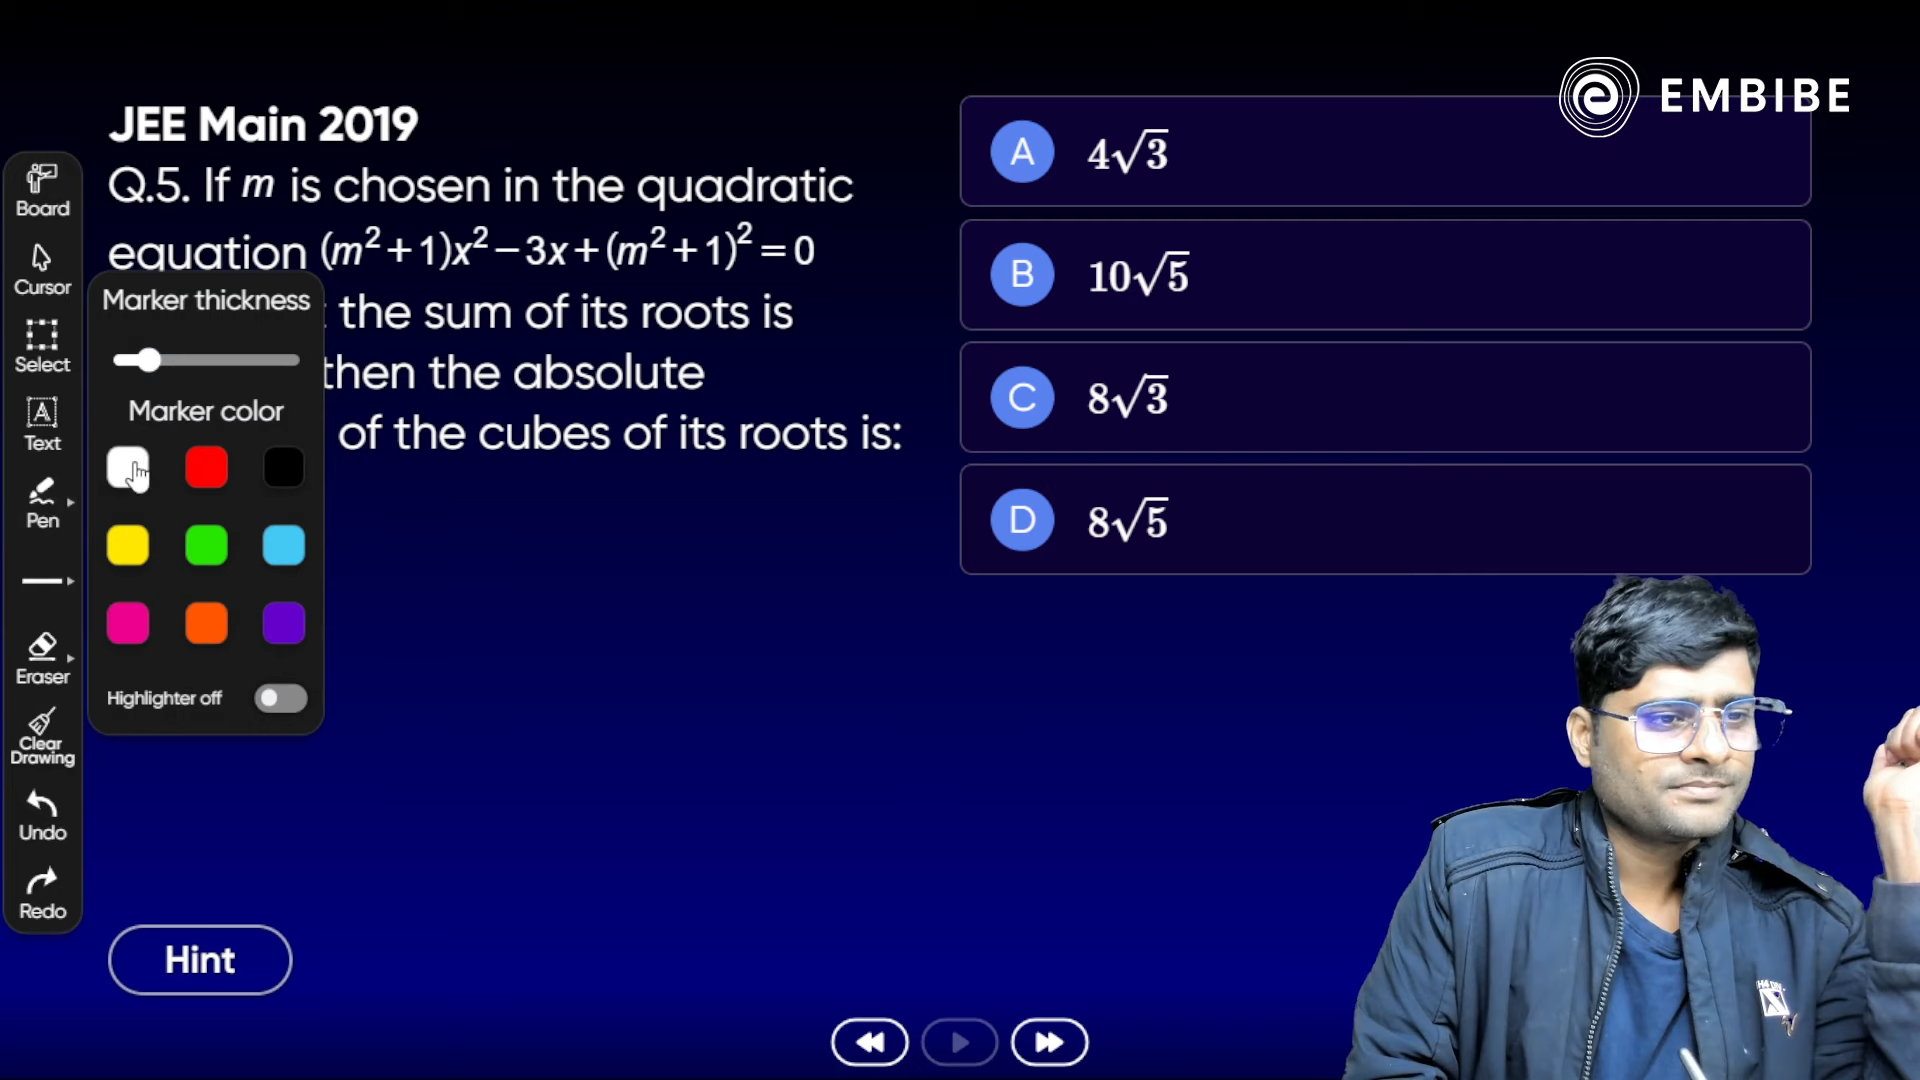 EMBIBE
JEE Main 2019
Q.5. If m is chosen in the quadratic
equation (m² + 1)x² − 3x + (m² + 1)² = 0
the sum of its roots is
then the absolute
of the cubes of its roots is:
A 4√3
B 10√5
C 8√3
D 8√5
Board
Cursor
Select
Text
Pen
Eraser
Clear
Drawing
Undo
Redo
Marker thickness
Marker color
Highlighter off
Hint